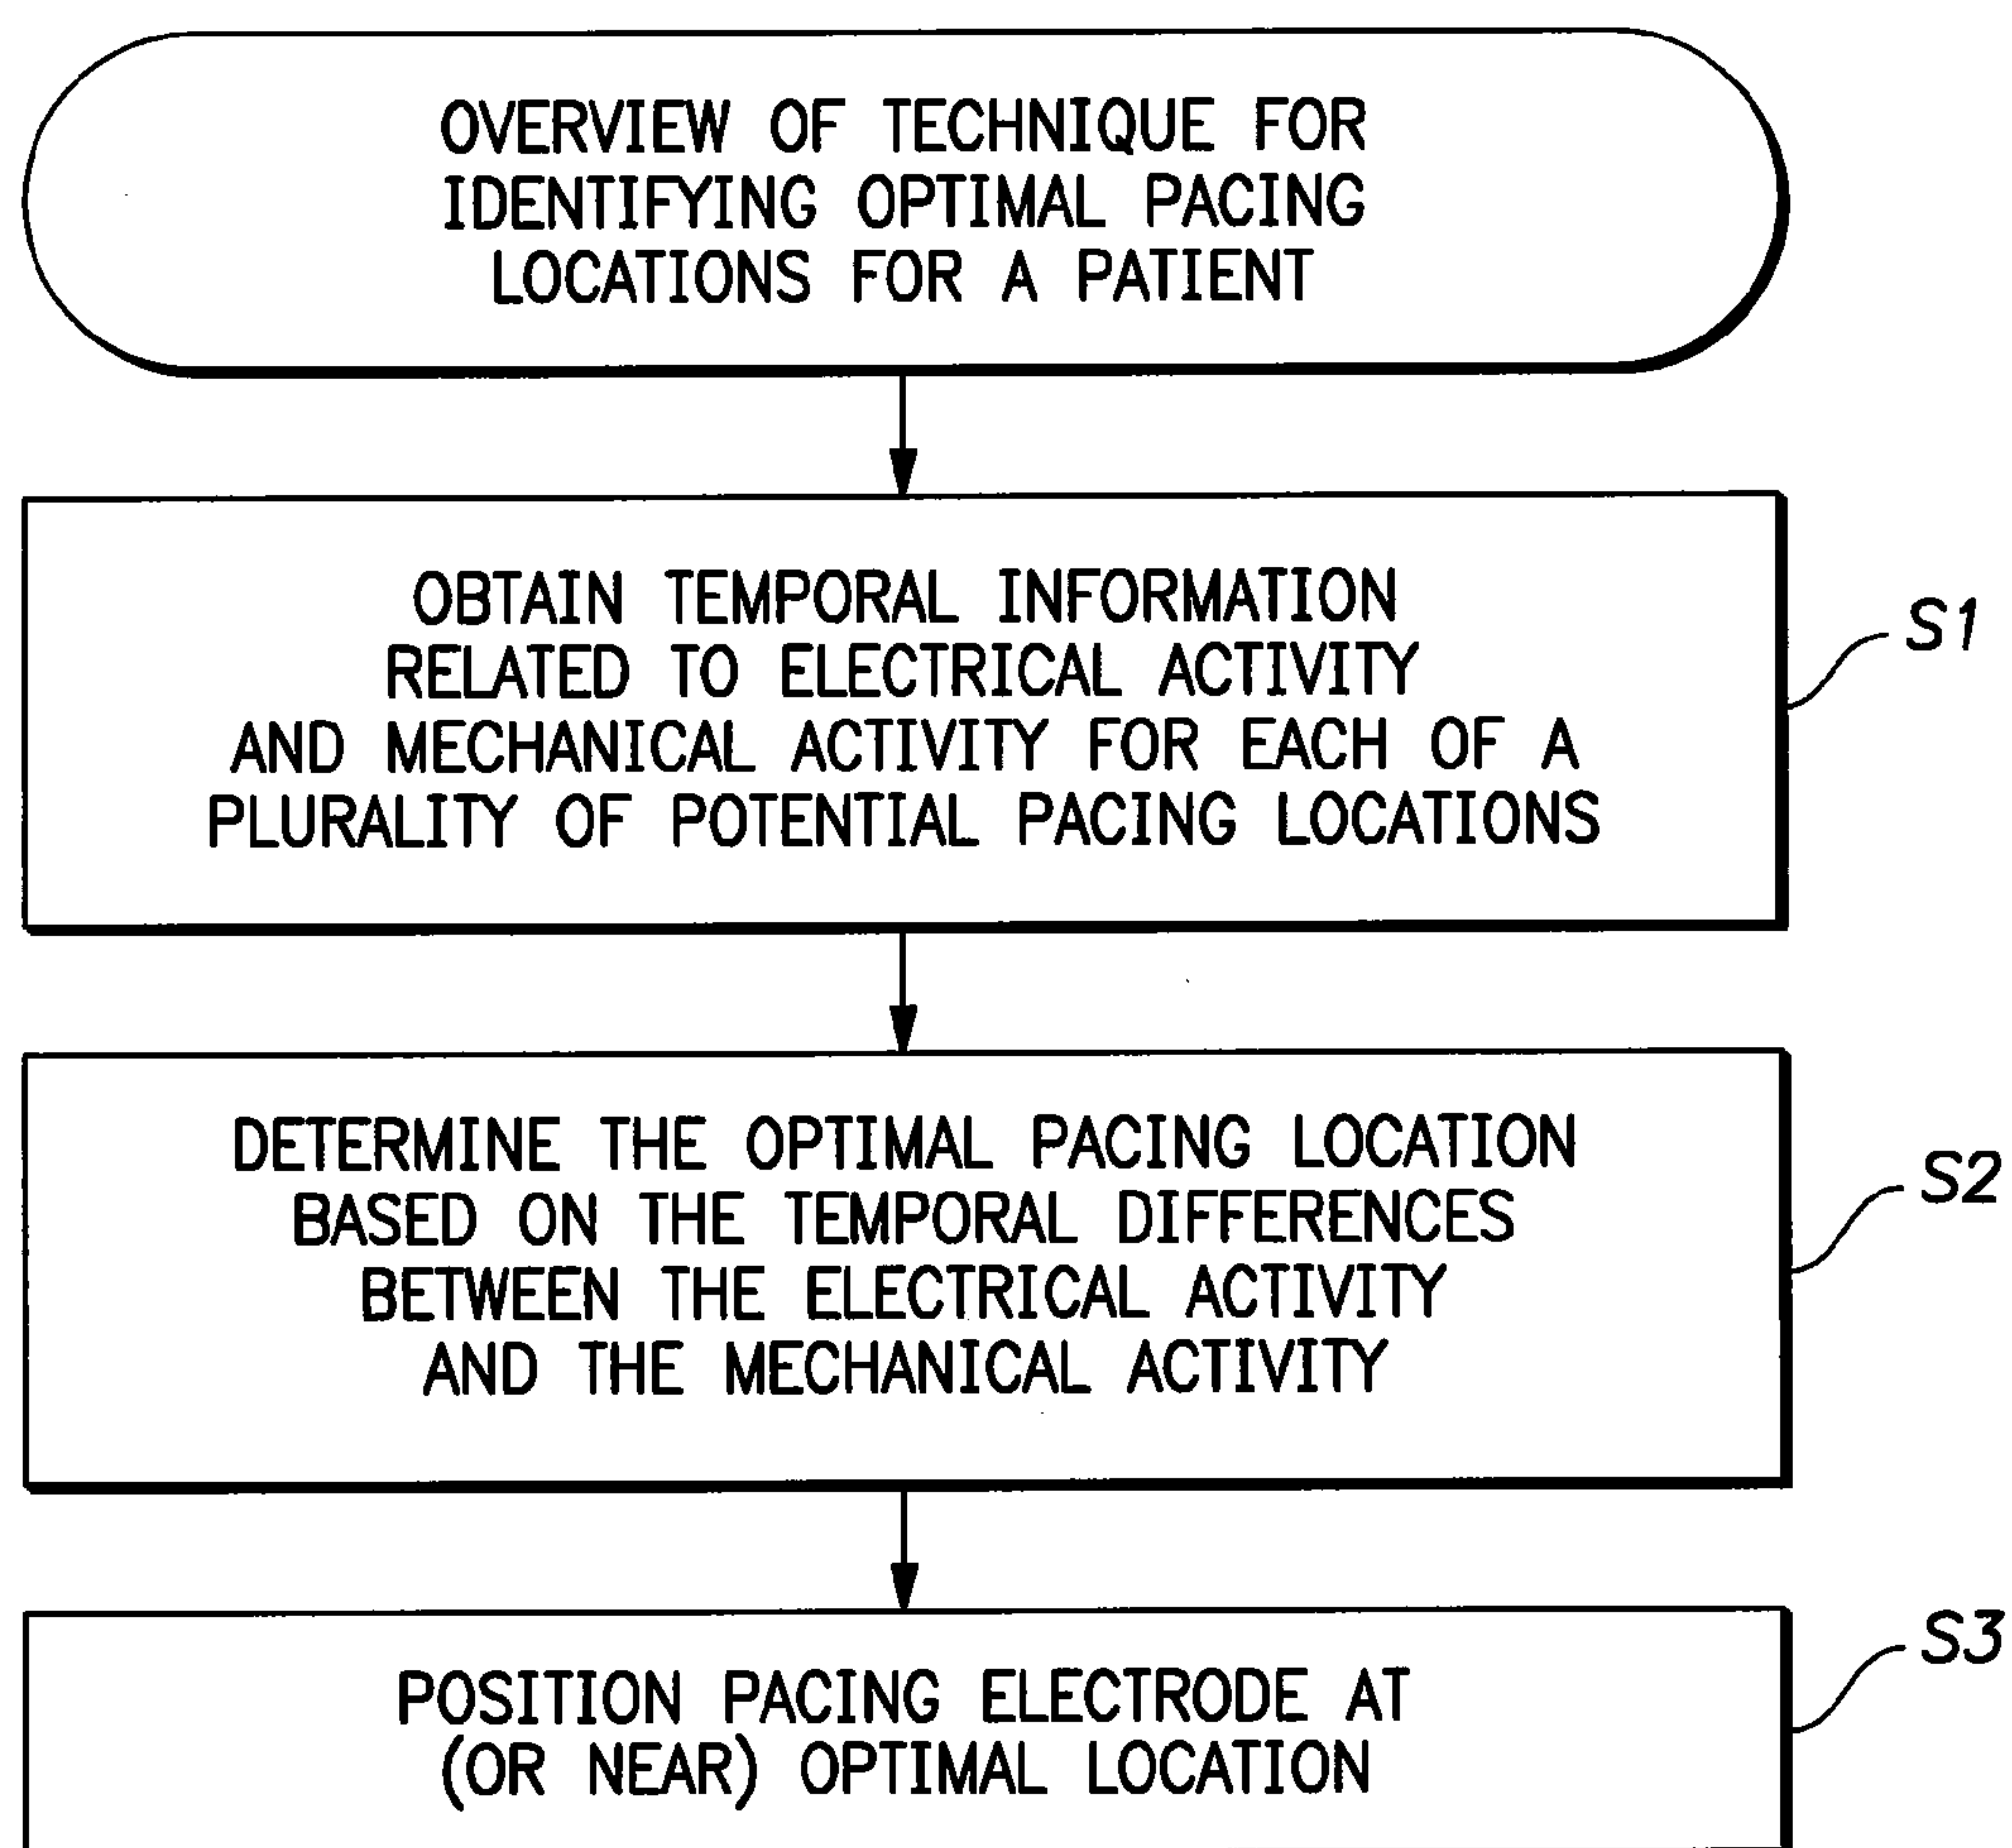 OVERVIEW OF TECHNIQUE FOR
IDENTIFYING OPTIMAL PACING
LOCATIONS FOR A PATIENT
OBTAIN TEMPORAL INFORMATION
RELATED TO ELECTRICAL ACTIVITY
AND MECHANICAL ACTIVITY FOR EACH OF A
PLURALITY OF POTENTIAL PACING LOCATIONS
S1
DETERMINE THE OPTIMAL PACING LOCATION
BASED ON THE TEMPORAL DIFFERENCES
BETWEEN THE ELECTRICAL ACTIVITY
AND THE MECHANICAL ACTIVITY
S2
POSITION PACING ELECTRODE AT
(OR NEAR) OPTIMAL LOCATION
S3